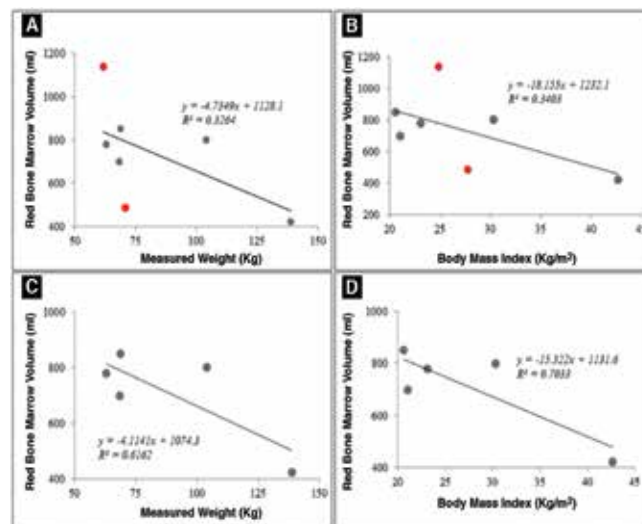 A
Red Bone Marrow Volume (ml)
1200
1000
800
600
400
y = -4.7349x + 1128.1
R² = 0.3264
50
75
100
125
150
Measured Weight (Kg)
B
Red Bone Marrow Volume (ml)
1200
1000
800
600
400
200
y = -18.155x + 1232.1
R² = 0.3403
20
25
30
35
40
45
Body Mass Index (Kg/m²)
C
Red Bone Marrow Volume (ml)
1000
800
600
400
y = -4.1141x + 1074.3
R² = 0.6162
50
75
100
125
150
Measured Weight (Kg)
D
Red Bone Marrow Volume (ml)
1000
800
600
400
y = -15.322x + 1131.6
R² = 0.7033
20
25
30
35
40
45
Body Mass Index (Kg/m²)